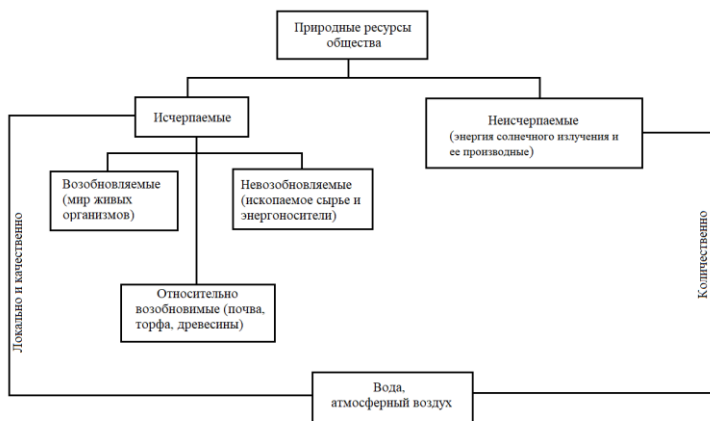 Природные ресурсы
общества
Исчерпаемые
Неисчерпаемые
(энергия солнечного излучения и
ее производные)
Возобновляемые
(мир живых
организмов)
Невозобновляемые
(ископаемое сырье и
энергоносители)
Относительно
возобновимые (почва,
торфа, древесины)
Локально и качественно
Количественно
Вода,
атмосферный воздух